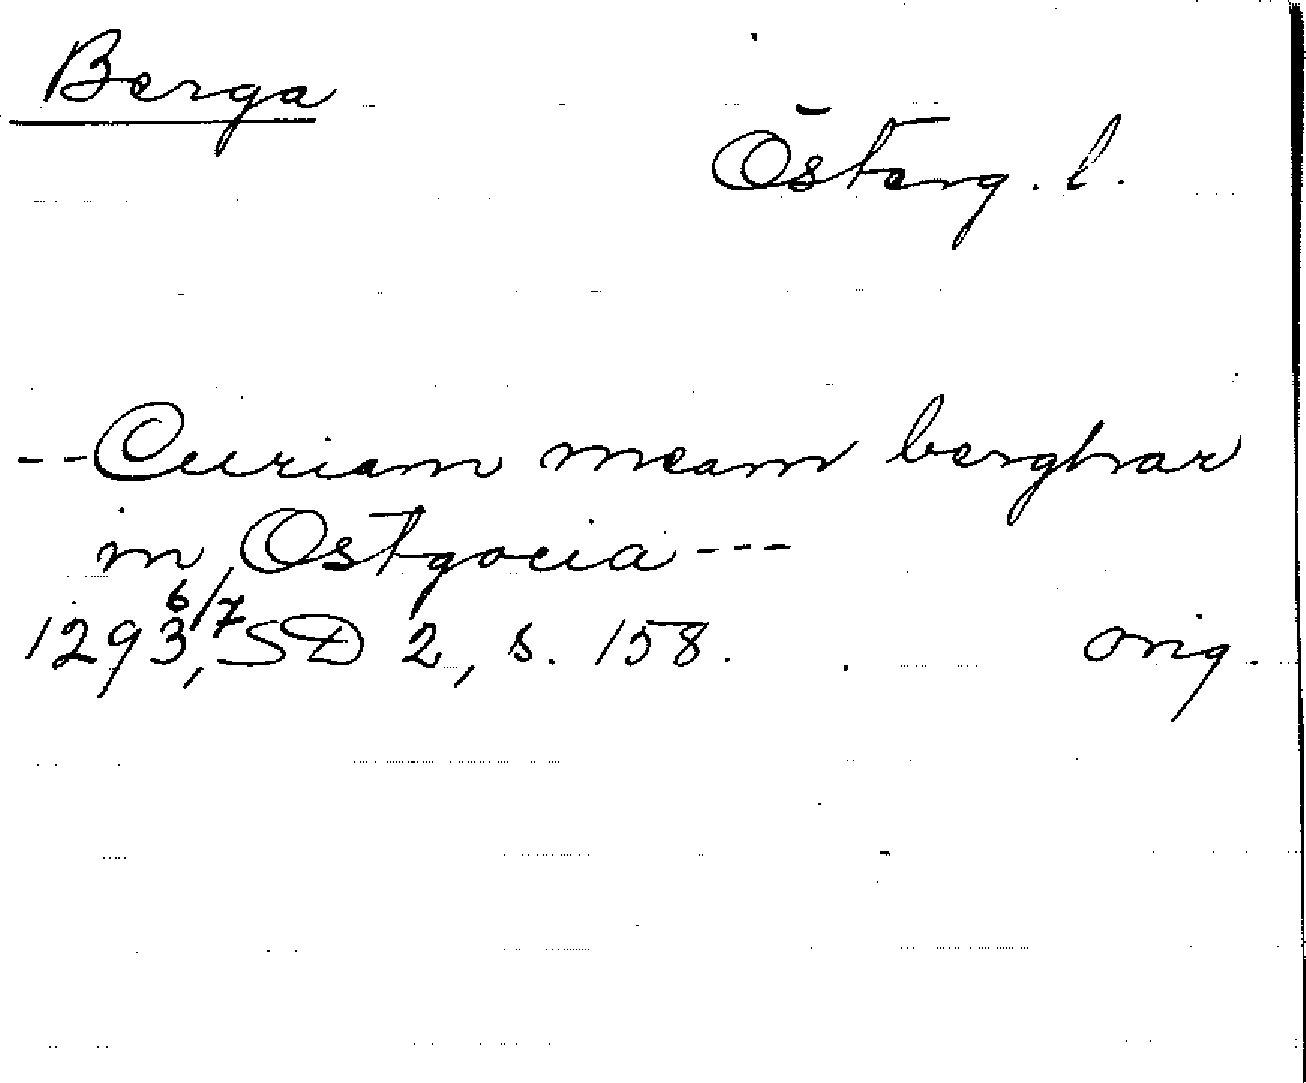 Berga
Österg. l.
--Curiam meam berghar
in Ostgocia---
1293 6/7, SD 2, s. 158. orig.